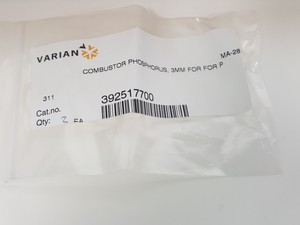 VARIAN
COMBUSTOR PHOSPHORUS, 3MM FOR FOR P
MA-28
311
Cat.no. 392517700
Qty: 2 EA